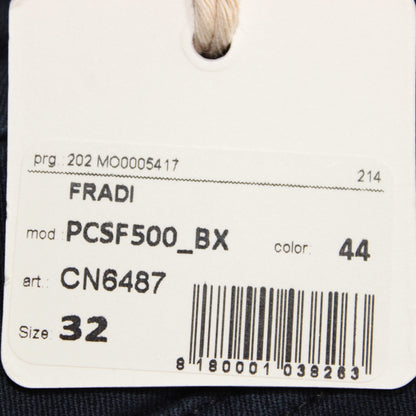 prg.: 202 MO0005417 214
FRADI
mod PCSF500_BX color: 44
art.: CN6487
Size: 32
8 180001 038263